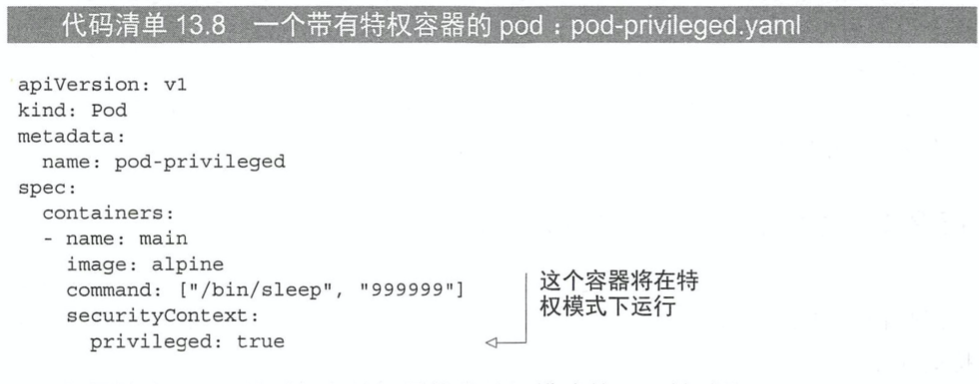 代码清单 13.8 一个带有特权容器的 pod：pod-privileged.yaml
apiVersion: v1
kind: Pod
metadata:
  name: pod-privileged
spec:
  containers:
  - name: main
    image: alpine
    command: ["/bin/sleep", "999999"]
    securityContext:
      privileged: true
这个容器将在特
权模式下运行